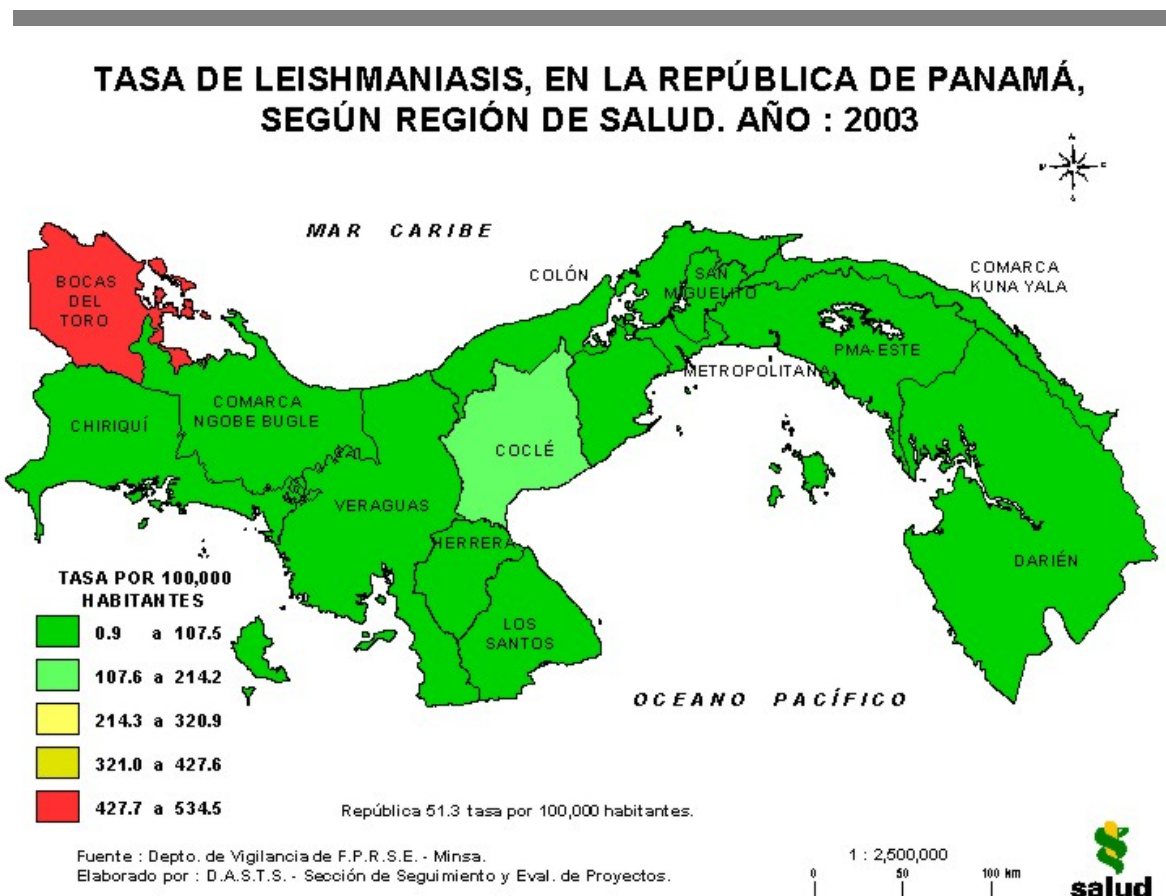 TASA DE LEISHMANIASIS, EN LA REPÚBLICA DE PANAMÁ,
SEGÚN REGIÓN DE SALUD. AÑO : 2003
MAR CARIBE
BOCAS
DEL
TORO
COLÓN
SAN
MIGUELITO
COMARCA
KUNA YALA
PMA-ESTE
METROPOLITANA
CHIRIQUÍ
COMARCA
NGOBE BUGLE
COCLÉ
VERAGUAS
HERRERA
DARIÉN
LOS
SANTOS
OCEANO PACÍFICO
TASA POR 100,000
HABITANTES
0.9 a 107.5
107.6 a 214.2
214.3 a 320.9
321.0 a 427.6
427.7 a 534.5
República 51.3 tasa por 100,000 habitantes.
Fuente : Depto. de Vigilancia de F.P.R.S.E. - Minsa.
Elaborado por : D.A.S.T.S. - Sección de Seguimiento y Eval. de Proyectos.
1 : 2,500,000
0 50 100 Km
salud